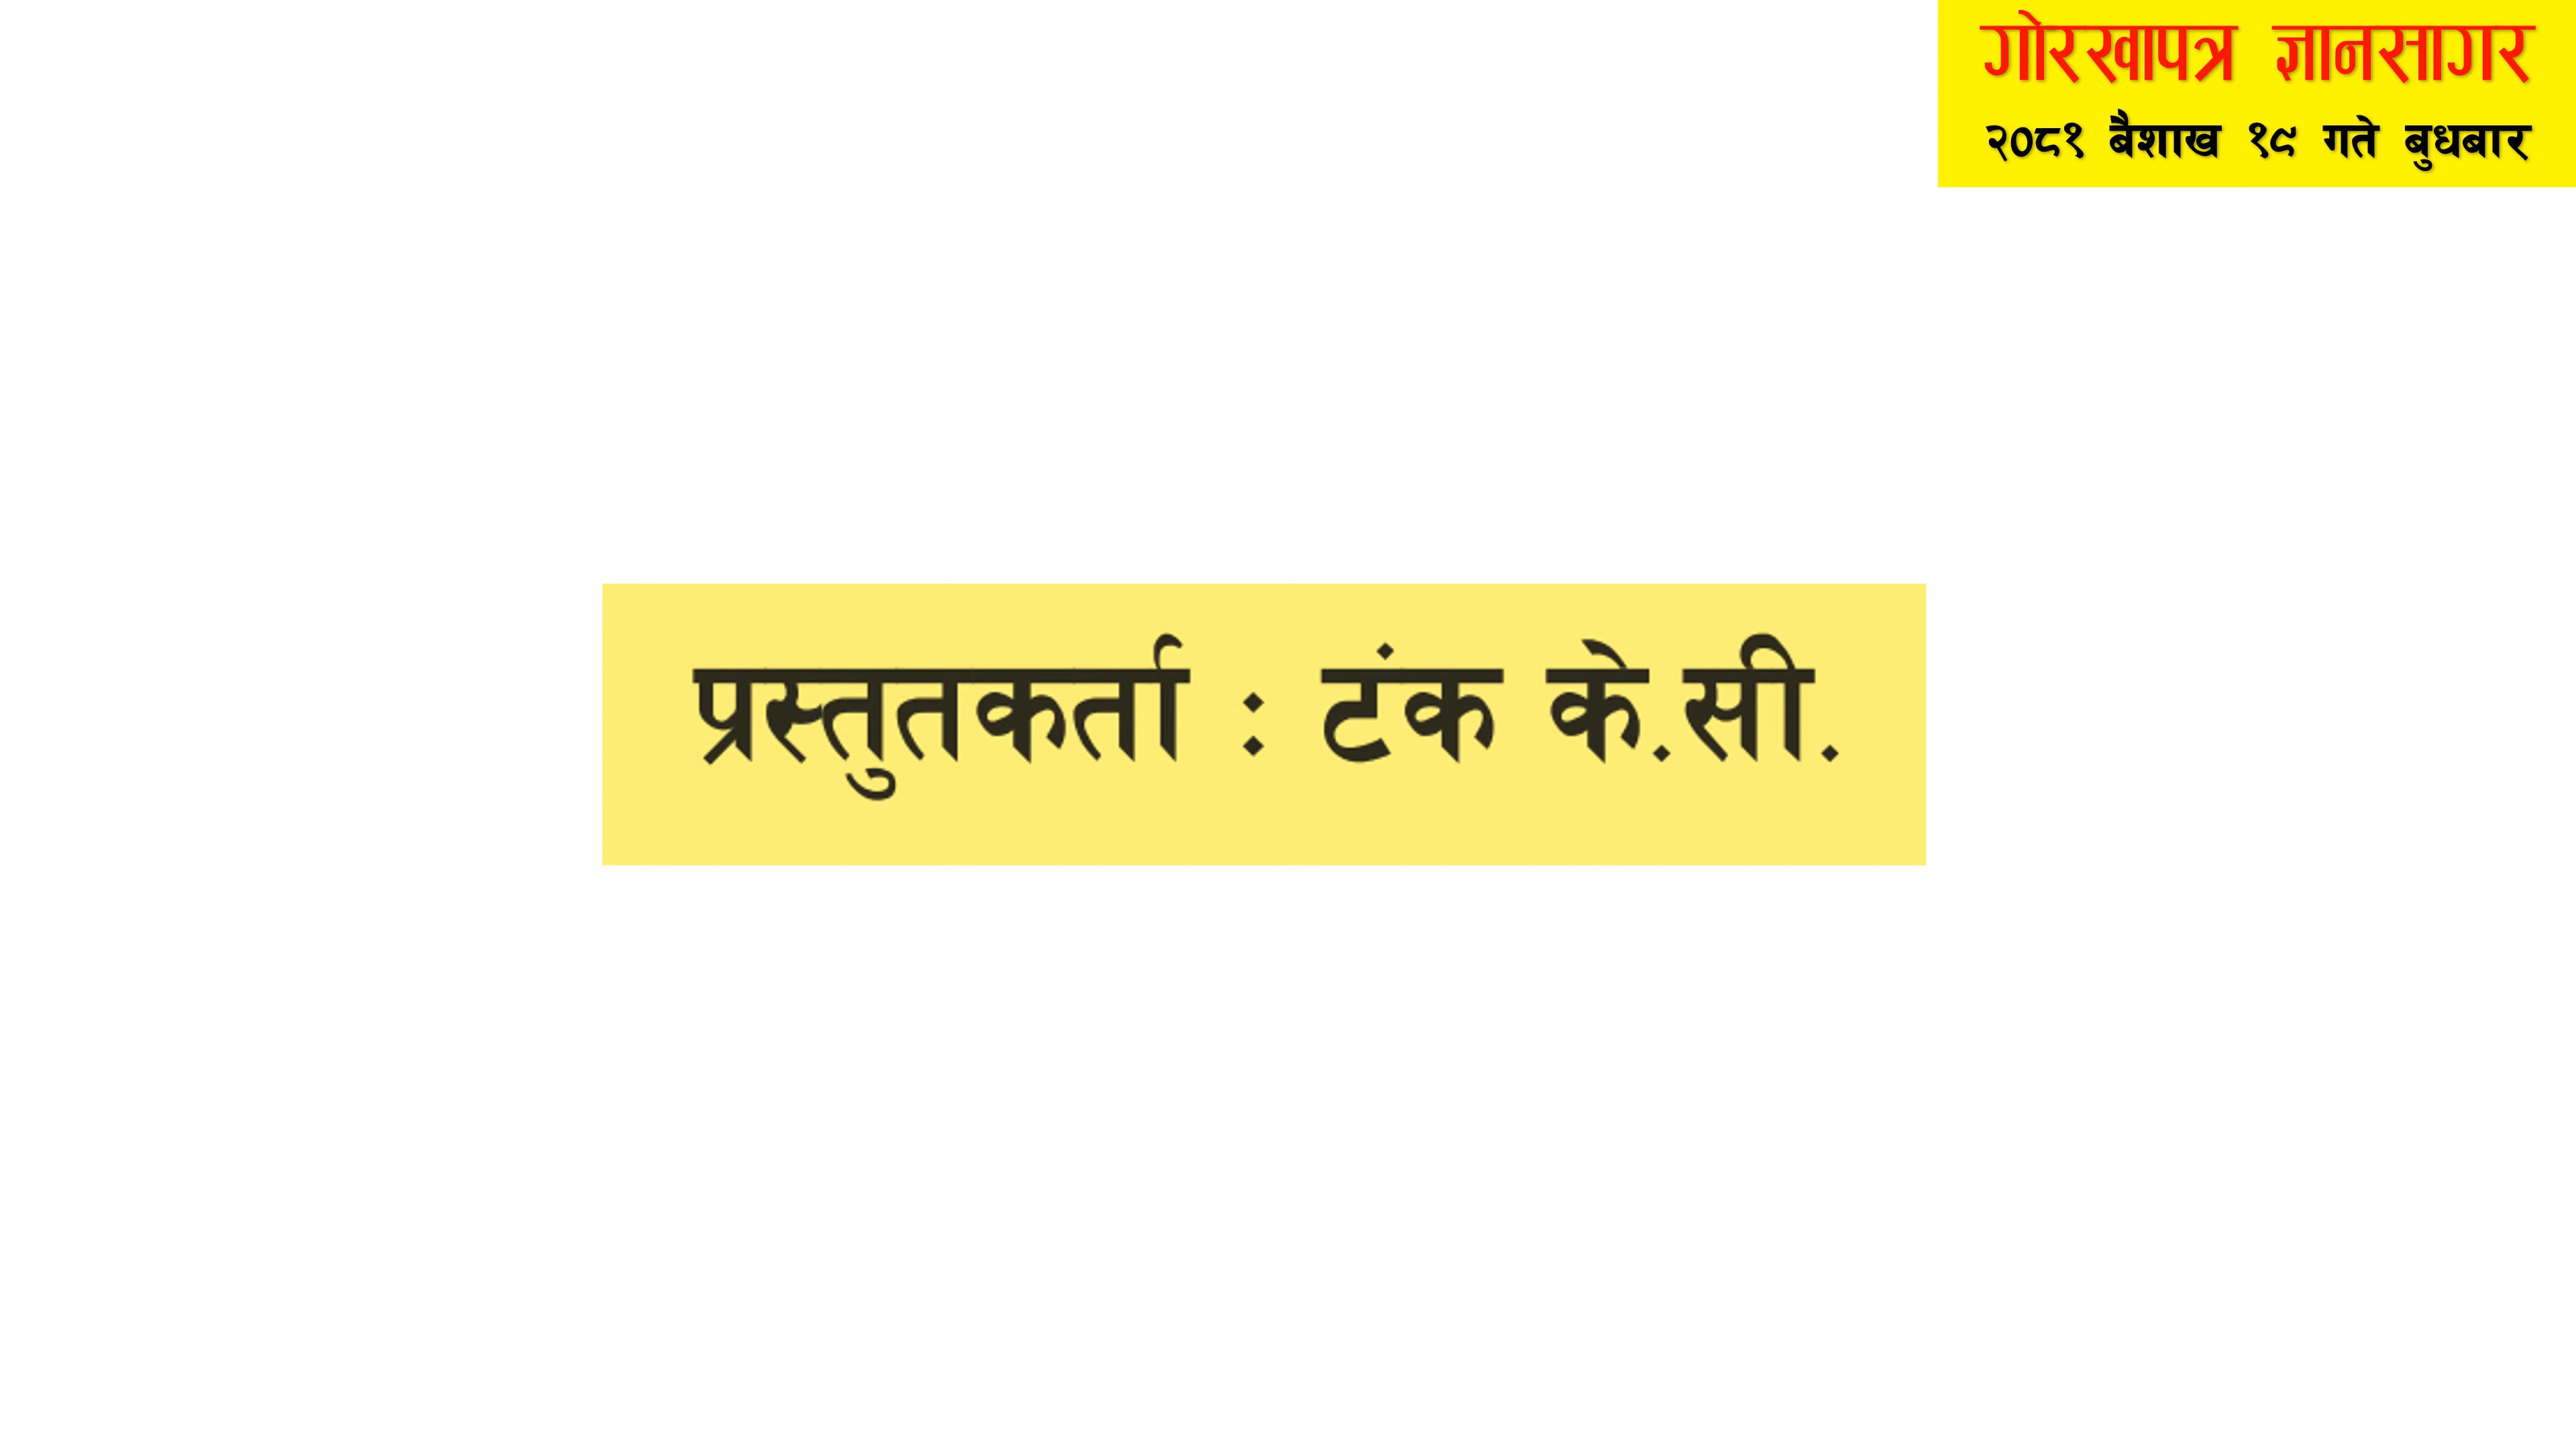 गोरखापत्र ज्ञानसागर
२०८१ बैशाख १९ गते बुधबार
प्रस्तुतकर्ता : टंक के.सी.